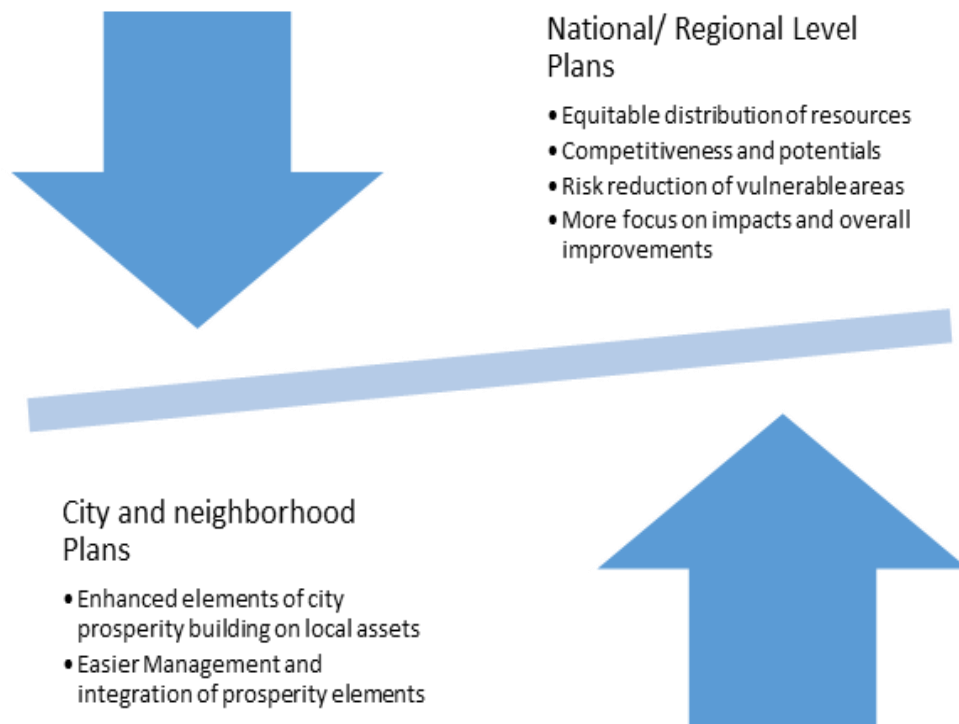 National/ Regional Level
Plans
• Equitable distribution of resources
• Competitiveness and potentials
• Risk reduction of vulnerable areas
• More focus on impacts and overall
improvements
City and neighborhood
Plans
• Enhanced elements of city
prosperity building on local assets
• Easier Management and
integration of prosperity elements